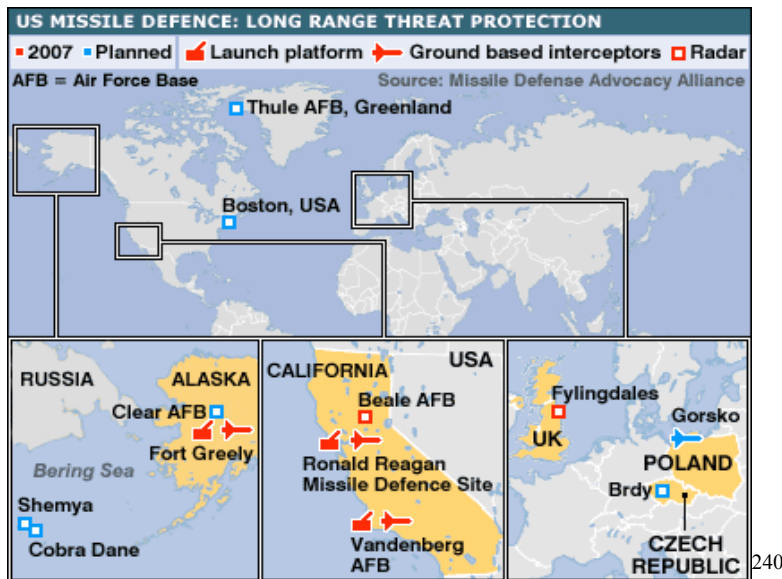 US MISSILE DEFENCE: LONG RANGE THREAT PROTECTION
2007 Planned Launch platform Ground based interceptors Radar
AFB = Air Force Base Source: Missile Defense Advocacy Alliance
Thule AFB, Greenland
Boston, USA
RUSSIA
ALASKA
Clear AFB
Fort Greely
Bering Sea
Shemya
Cobra Dane
CALIFORNIA
USA
Beale AFB
Ronald Reagan
Missile Defence Site
Vandenberg
AFB
Fylingdales
UK
Gorsko
POLAND
Brdy
CZECH
REPUBLIC
240